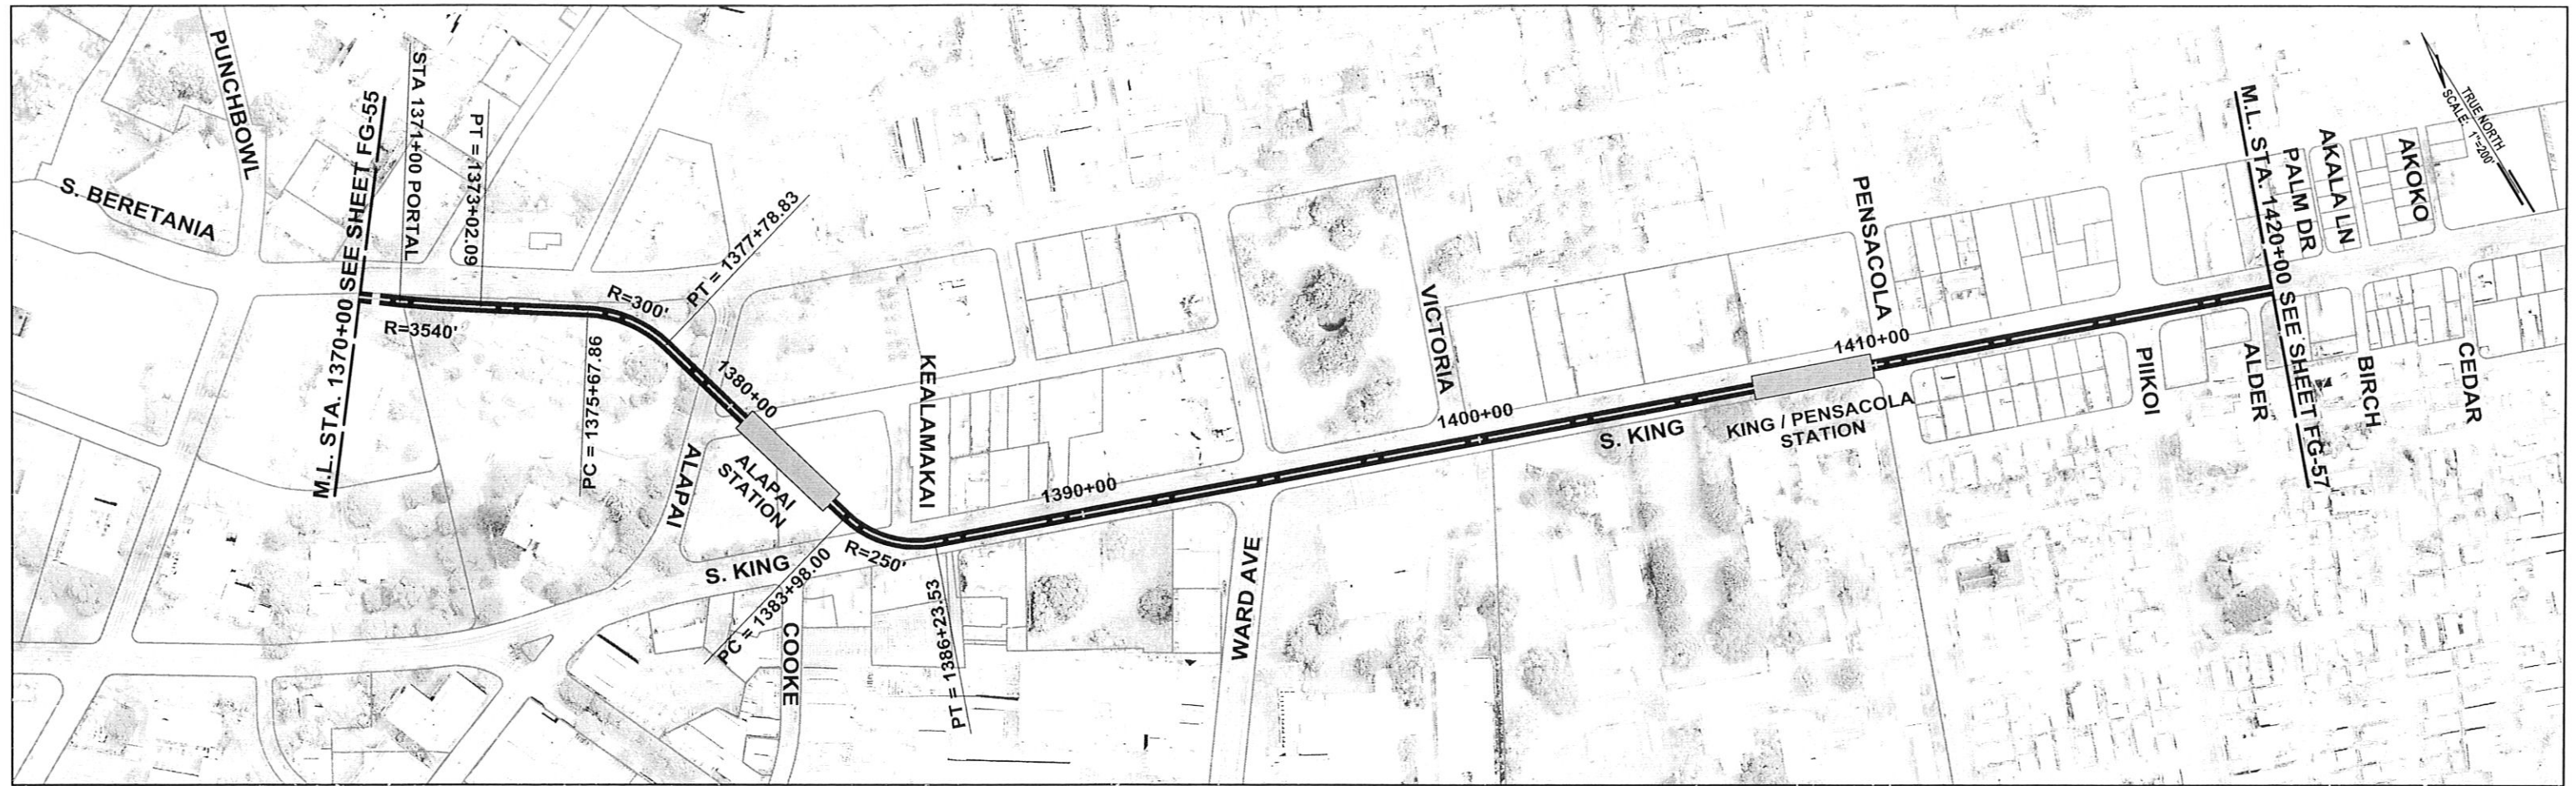 PUNCHBOWL
S. BERETANIA
M.L. STA. 1370+00 SEE SHEET FG-55
STA 1371+00 PORTAL
PT = 1373+02.09
R=3540'
PC = 1375+67.86
R=300'
PT = 1377+78.83
1380+00
ALAPAI
ALAPAI
STATION
S. KING
PC = 1383+98.00
R=250'
COOKE
KEALAMAKAI
PT = 1386+23.53
1390+00
WARD AVE
VICTORIA
1400+00
S. KING
KING / PENSACOLA
STATION
PENSACOLA
1410+00
PIIKOI
ALDER
M.L. STA. 1420+00 SEE SHEET FG-57
PALM DR
AKALA LN
AKOKO
BIRCH
CEDAR
TRUE NORTH
SCALE: 1"=200'